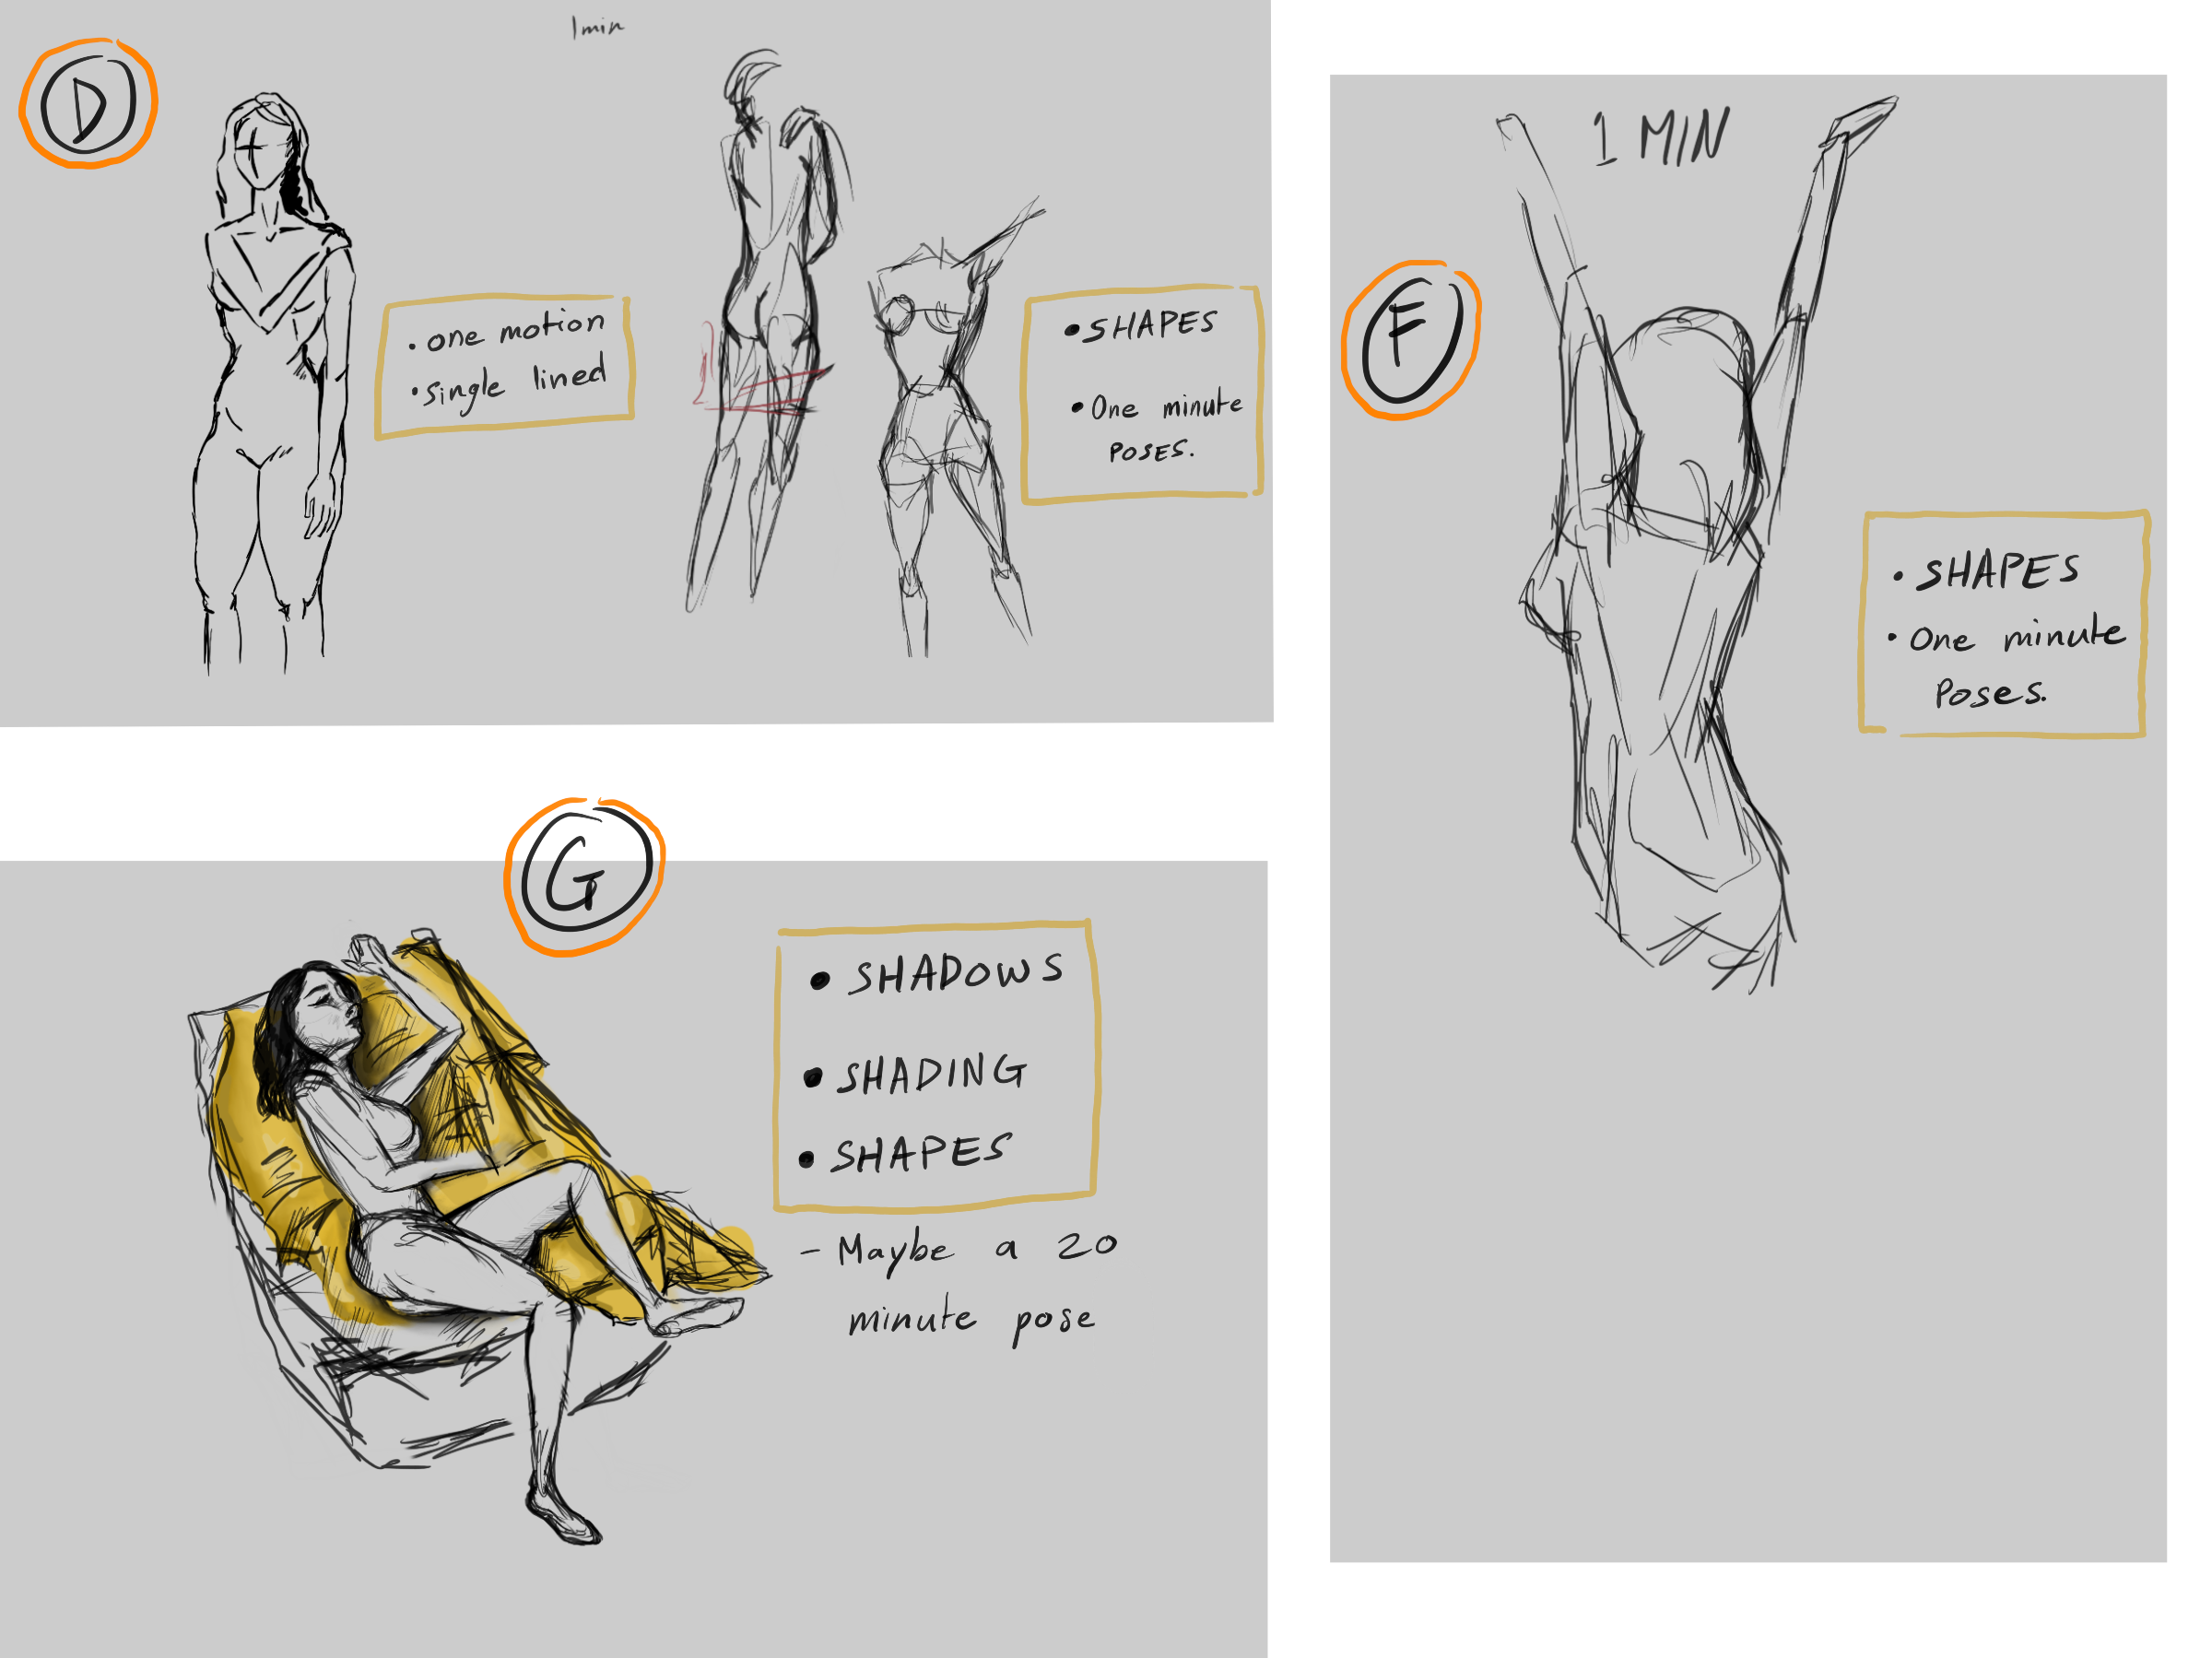 1min
D
• one motion
• single lined
• SHAPES
• One minute
POSES.
1 MIN
F
• SHAPES
• One minute
Poses.
G
• SHADOWS
• SHADING
• SHAPES
- Maybe a 20
minute pose